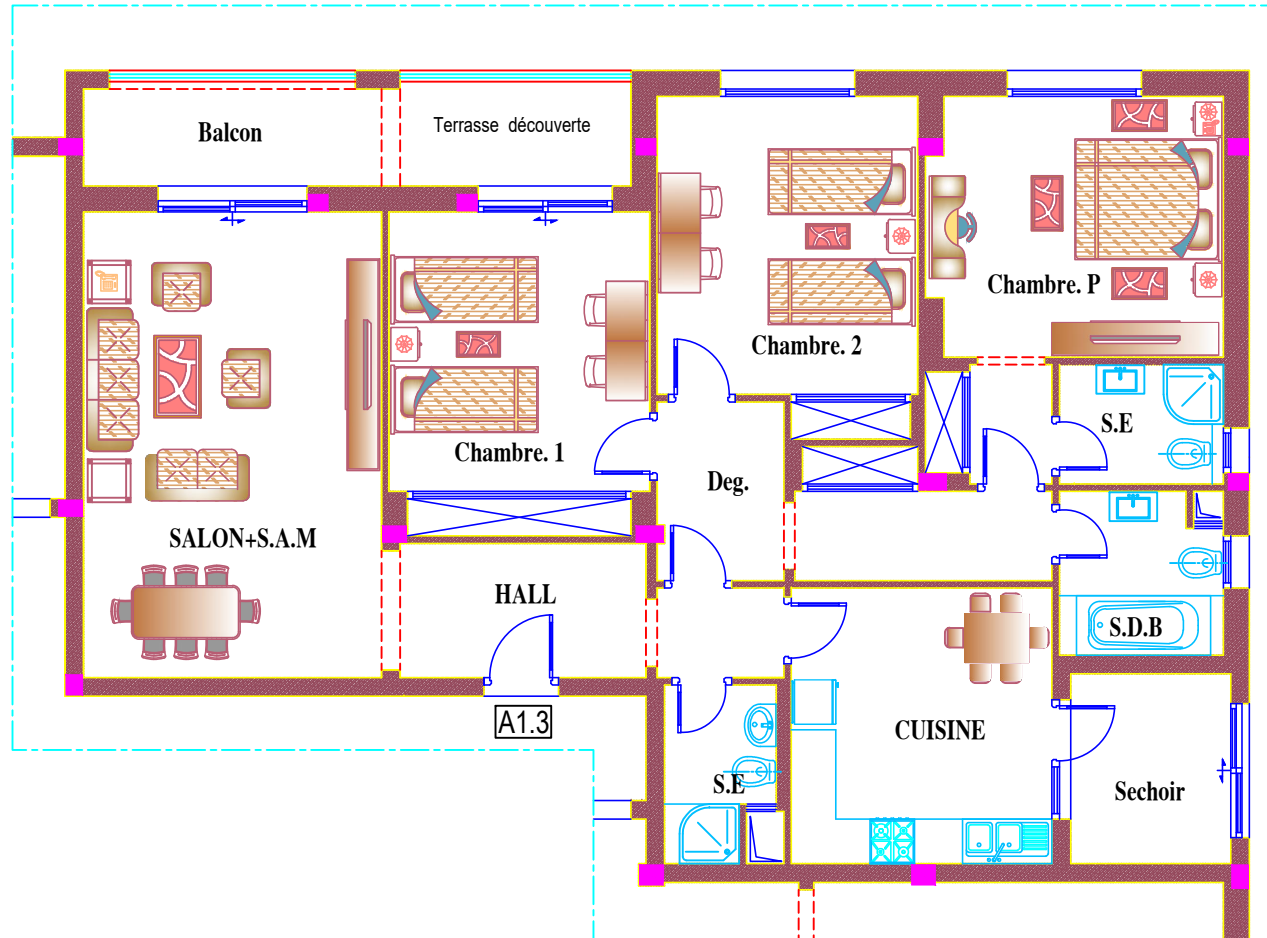 Balcon
Terrasse découverte
Chambre. P
Chambre. 2
Chambre. 1
S.E
Deg.
SALON+S.A.M
HALL
S.D.B
A1.3
CUISINE
S.E
Sechoir